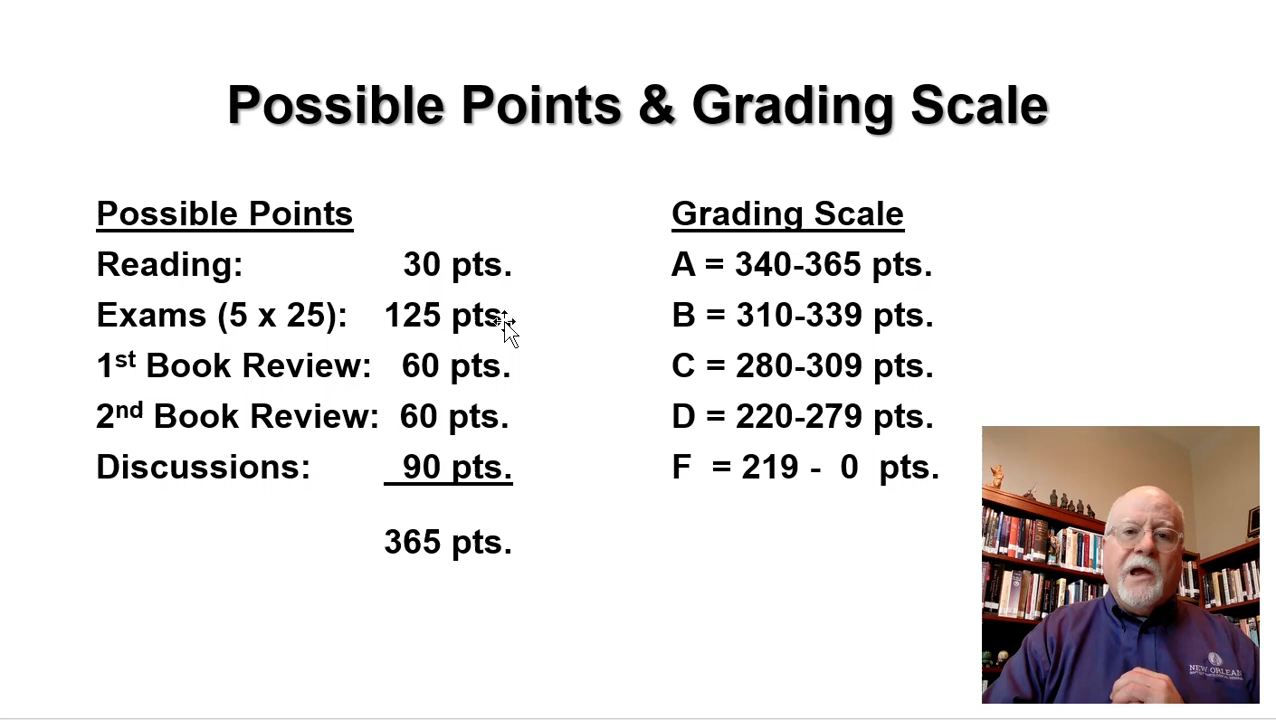 Possible Points & Grading Scale
Possible Points
Reading: 30 pts.
Exams (5 x 25): 125 pts.
1st Book Review: 60 pts.
2nd Book Review: 60 pts.
Discussions: 90 pts.
365 pts.
Grading Scale
A = 340-365 pts.
B = 310-339 pts.
C = 280-309 pts.
D = 220-279 pts.
F = 219 - 0 pts.
NEW ORLEANS